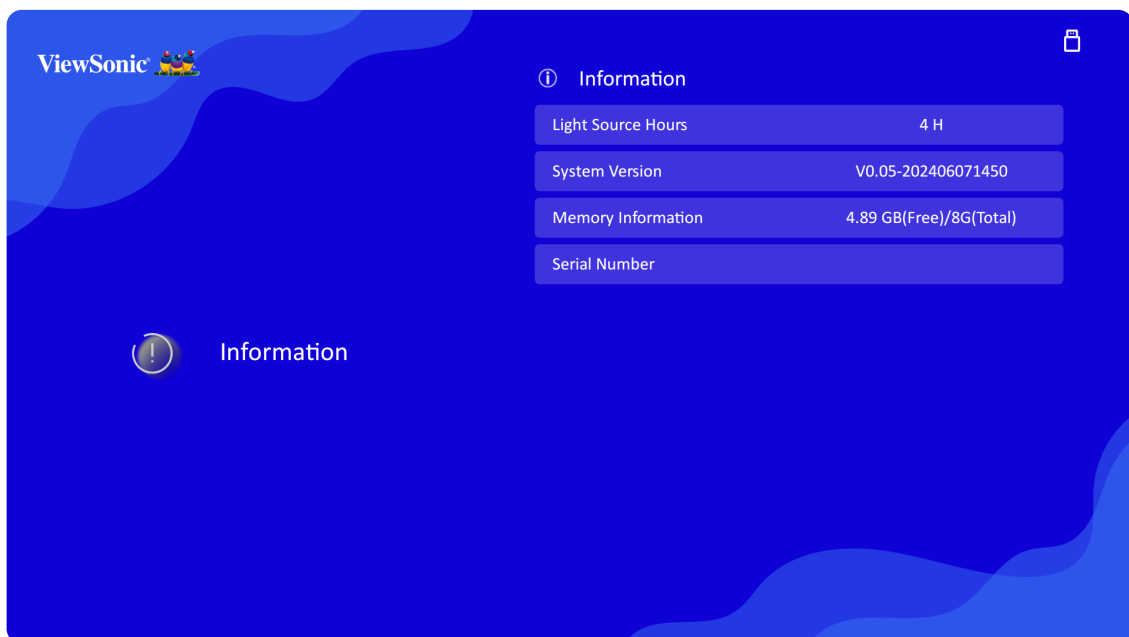 ViewSonic
Information
Light Source Hours 4 H
System Version V0.05-202406071450
Memory Information 4.89 GB(Free)/8G(Total)
Serial Number
Information